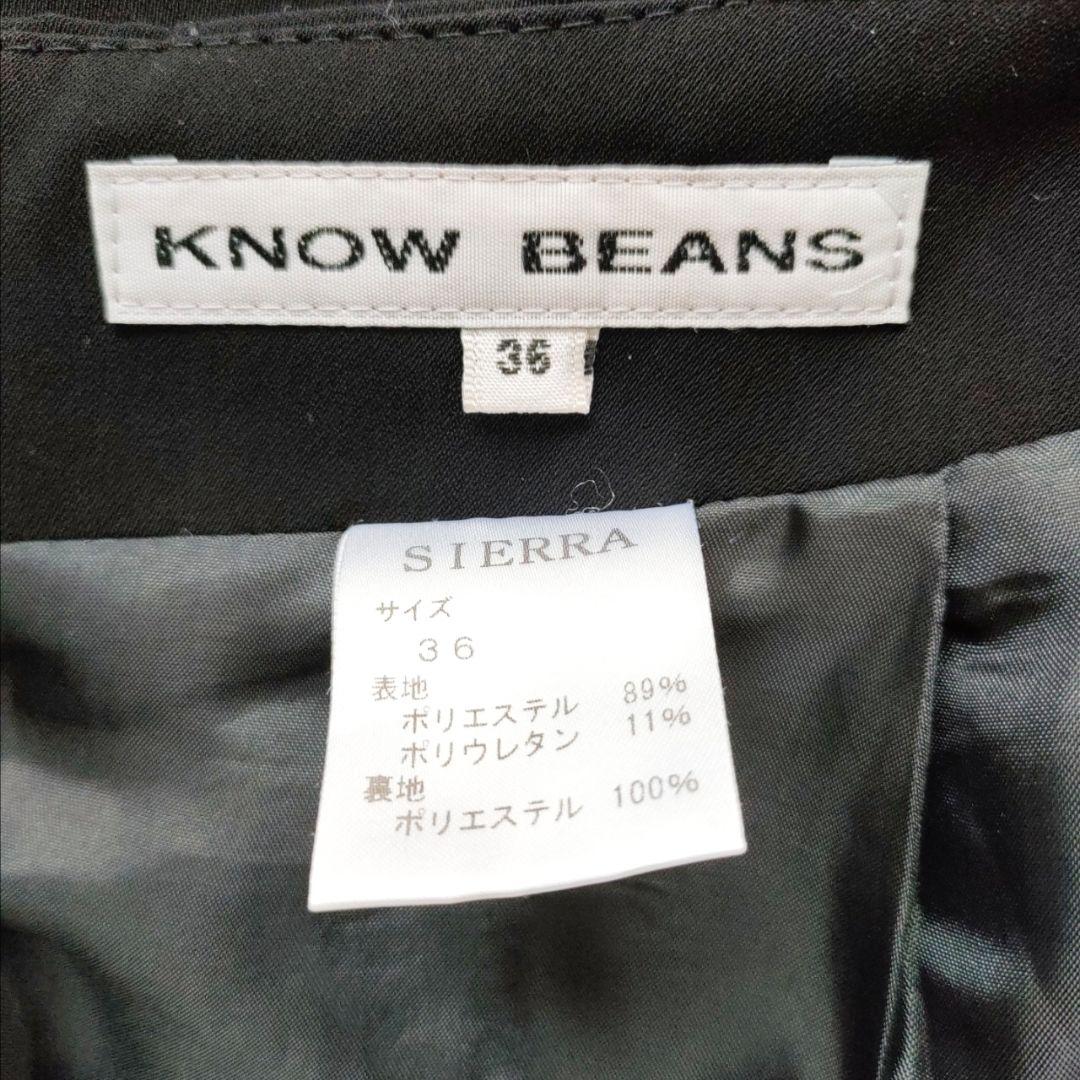 KNOW BEANS
36
SIERRA
サイズ
３６
表地
ポリエステル 89%
ポリウレタン 11%
裏地
ポリエステル 100%